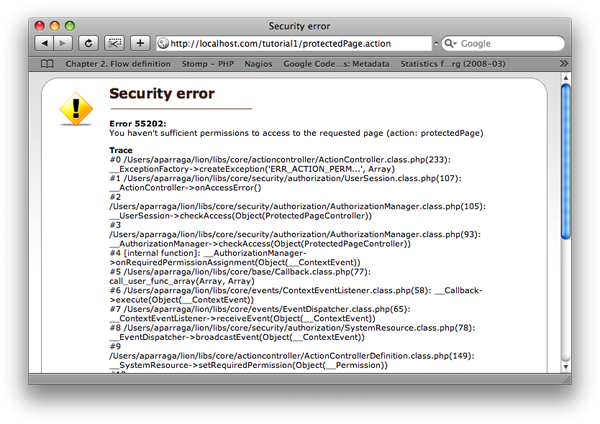 Security error
http://localhost.com/tutorial1/protectedPage.action
Google
Chapter 2. Flow definition Stomp - PHP Nagios Google Code...s: Metadata Statistics f...rg (2008-03)
Security error
Error 55202:
You haven't sufficient permissions to access to the requested page (action: protectedPage)
Trace
#0 /Users/aparraga/lion/libs/core/actioncontroller/ActionController.class.php(233):
__ExceptionFactory->createException('ERR_ACTION_PERM...', Array)
#1 /Users/aparraga/lion/libs/core/security/authorization/UserSession.class.php(107):
__ActionController->onAccessError()
#2
/Users/aparraga/lion/libs/core/security/authorization/AuthorizationManager.class.php(105):
__UserSession->checkAccess(Object(ProtectedPageController))
#3
/Users/aparraga/lion/libs/core/security/authorization/AuthorizationManager.class.php(93):
__AuthorizationManager->checkAccess(Object(ProtectedPageController))
#4 [internal function]: __AuthorizationManager-
>onRequiredPermissionAssignment(Object(__ContextEvent))
#5 /Users/aparraga/lion/libs/core/base/Callback.class.php(77):
call_user_func_array(Array, Array)
#6 /Users/aparraga/lion/libs/core/events/ContextEventListener.class.php(58): __Callback-
>execute(Object(__ContextEvent))
#7 /Users/aparraga/lion/libs/core/events/EventDispatcher.class.php(65):
__ContextEventListener->receiveEvent(Object(__ContextEvent))
#8 /Users/aparraga/lion/libs/core/security/authorization/SystemResource.class.php(78):
__EventDispatcher->broadcastEvent(Object(__ContextEvent))
#9
/Users/aparraga/lion/libs/core/actioncontroller/ActionControllerDefinition.class.php(149):
__SystemResource->setRequiredPermission(Object(__Permission))